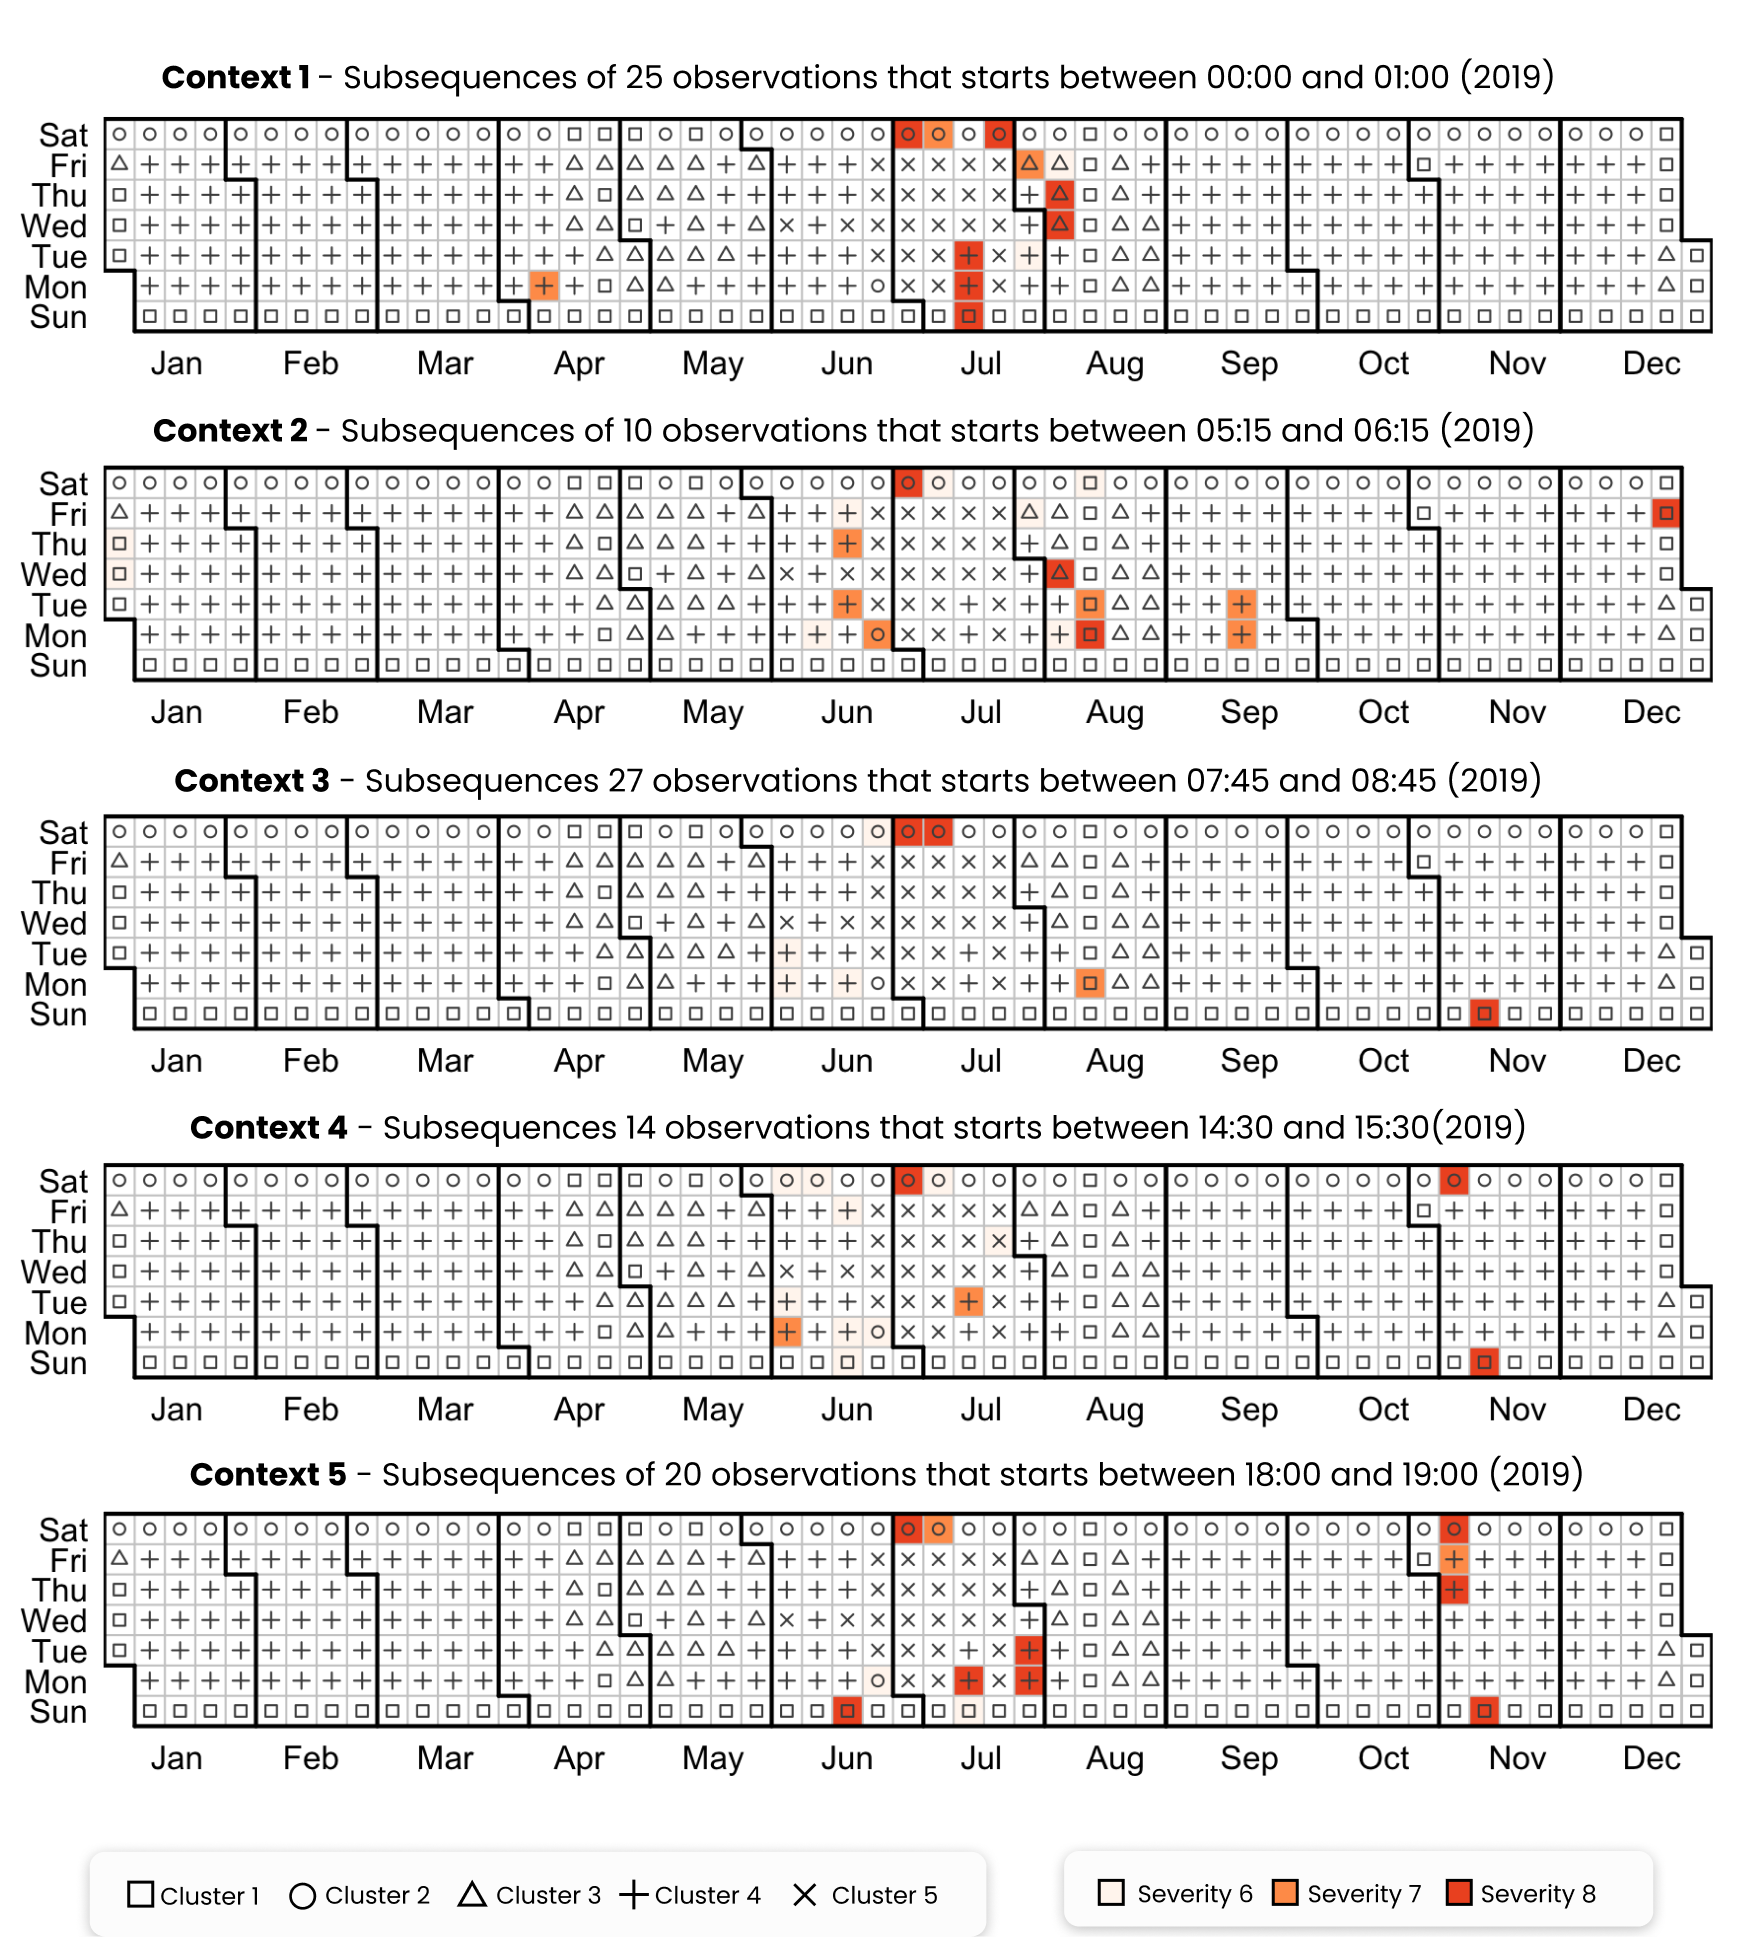 Context 1 - Subsequences of 25 observations that starts between 00:00 and 01:00 (2019)
Sat
Fri
Thu
Wed
Tue
Mon
Sun
Jan Feb Mar Apr May Jun Jul Aug Sep Oct Nov Dec
Context 2 - Subsequences of 10 observations that starts between 05:15 and 06:15 (2019)
Sat
Fri
Thu
Wed
Tue
Mon
Sun
Jan Feb Mar Apr May Jun Jul Aug Sep Oct Nov Dec
Context 3 - Subsequences 27 observations that starts between 07:45 and 08:45 (2019)
Sat
Fri
Thu
Wed
Tue
Mon
Sun
Jan Feb Mar Apr May Jun Jul Aug Sep Oct Nov Dec
Context 4 - Subsequences 14 observations that starts between 14:30 and 15:30(2019)
Sat
Fri
Thu
Wed
Tue
Mon
Sun
Jan Feb Mar Apr May Jun Jul Aug Sep Oct Nov Dec
Context 5 - Subsequences of 20 observations that starts between 18:00 and 19:00 (2019)
Sat
Fri
Thu
Wed
Tue
Mon
Sun
Jan Feb Mar Apr May Jun Jul Aug Sep Oct Nov Dec
Cluster 1 Cluster 2 Cluster 3 Cluster 4 Cluster 5
Severity 6 Severity 7 Severity 8